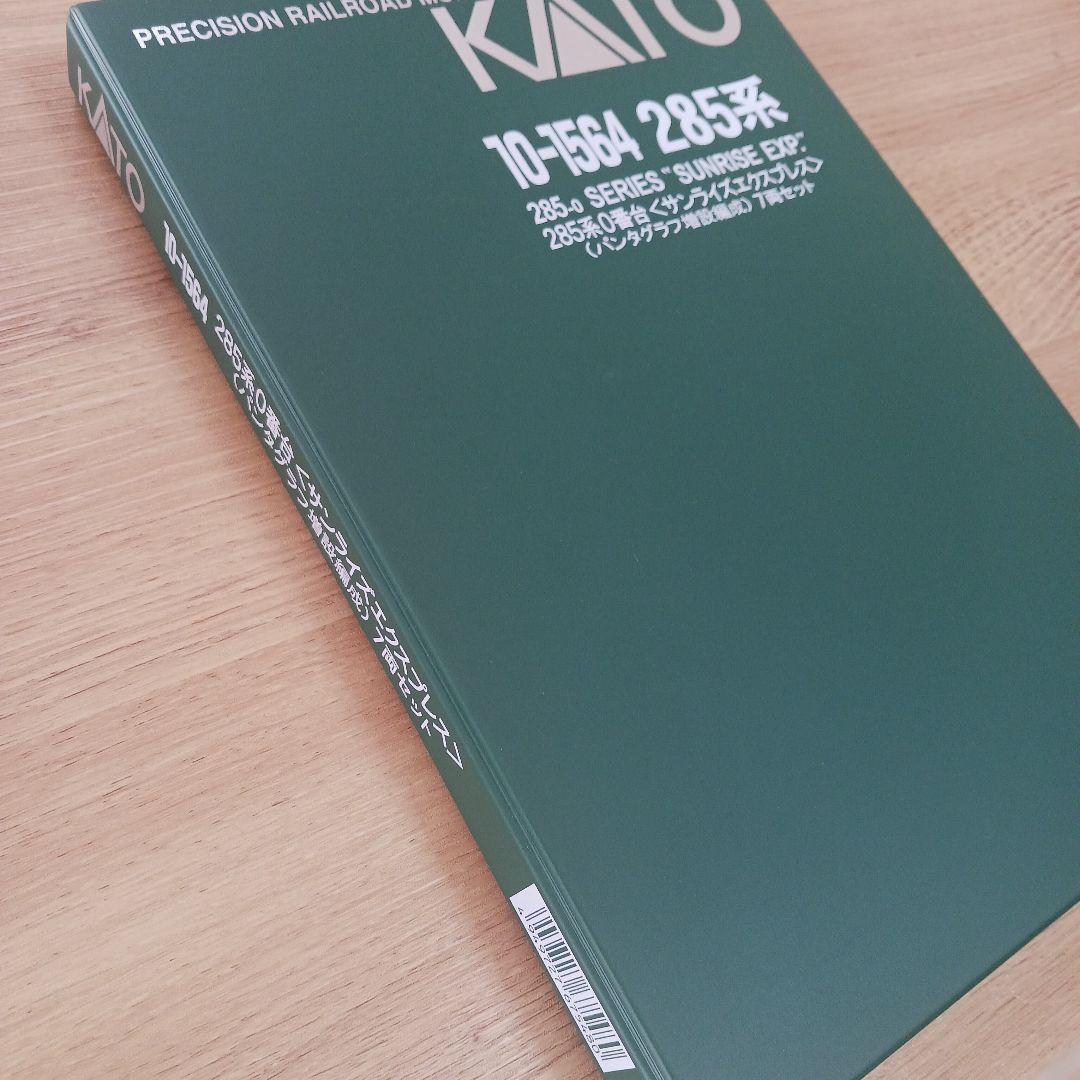 PRECISION RAILROAD
KATO
10-1564 285系
285-0 SERIES "SUNRISE EXP."
285系0番台〈サンライズエクスプレス〉
(パンタグラフ増設編成) 7両セット
KATO
10-1564 285系0番台〈サンライズエクスプレス〉
(パンタグラフ増設編成) 7両セット